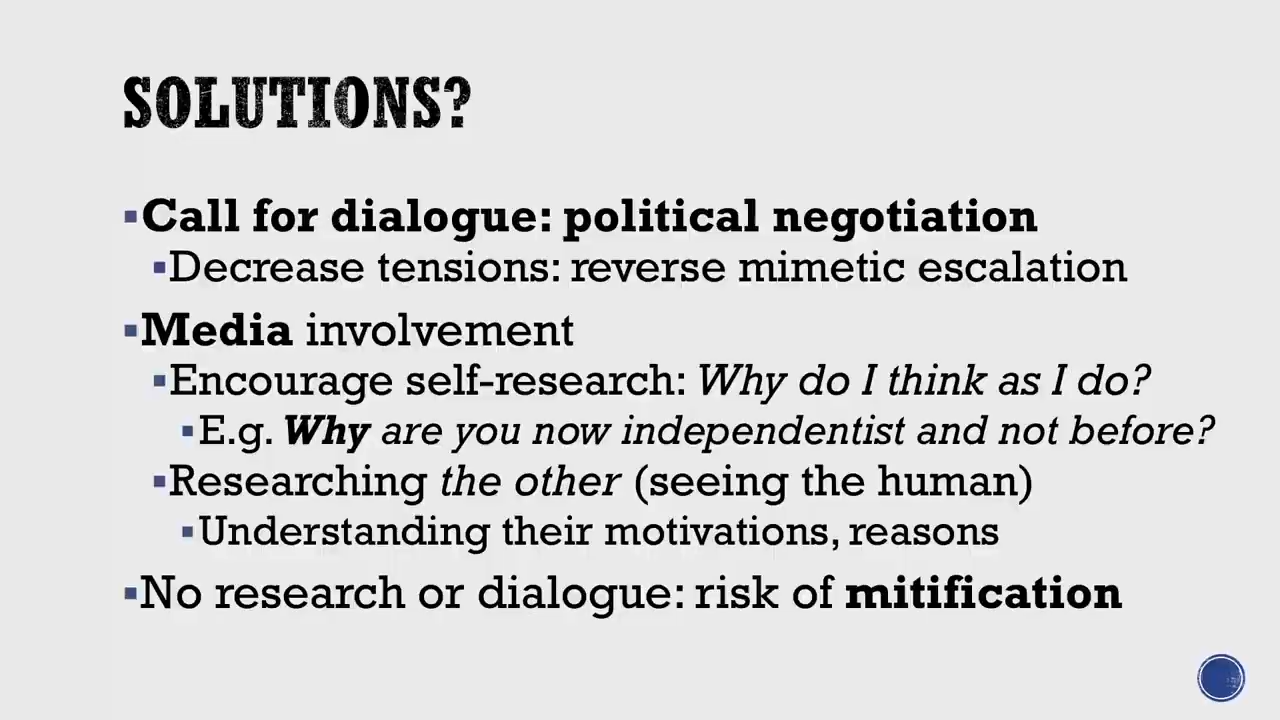 SOLUTIONS?
▪Call for dialogue: political negotiation
▪Decrease tensions: reverse mimetic escalation
▪Media involvement
▪Encourage self-research: Why do I think as I do?
▪E.g. Why are you now independentist and not before?
▪Researching the other (seeing the human)
▪Understanding their motivations, reasons
▪No research or dialogue: risk of mitification